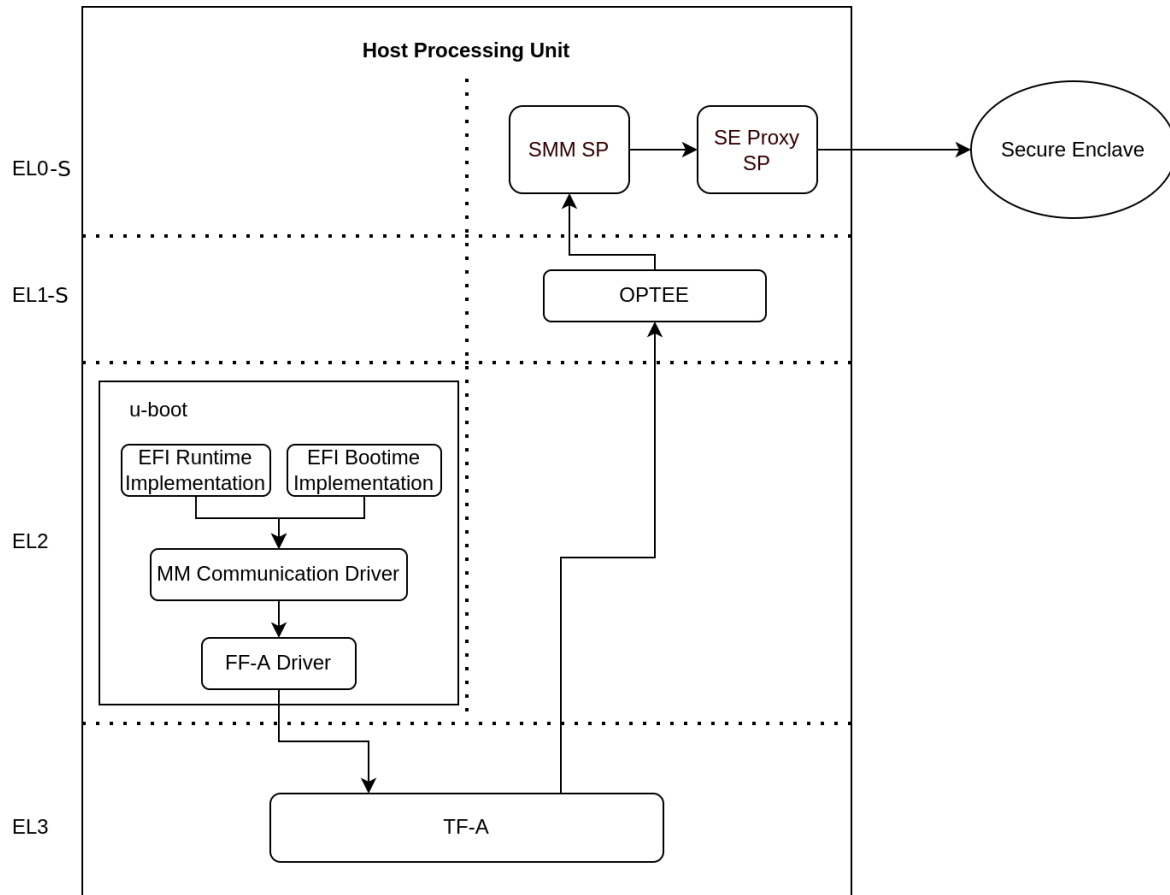 Host Processing Unit
EL0-S
SMM SP
SE Proxy
SP
Secure Enclave
EL1-S
OPTEE
u-boot
EFI Runtime
Implementation
EFI Bootime
Implementation
EL2
MM Communication Driver
FF-A Driver
EL3
TF-A